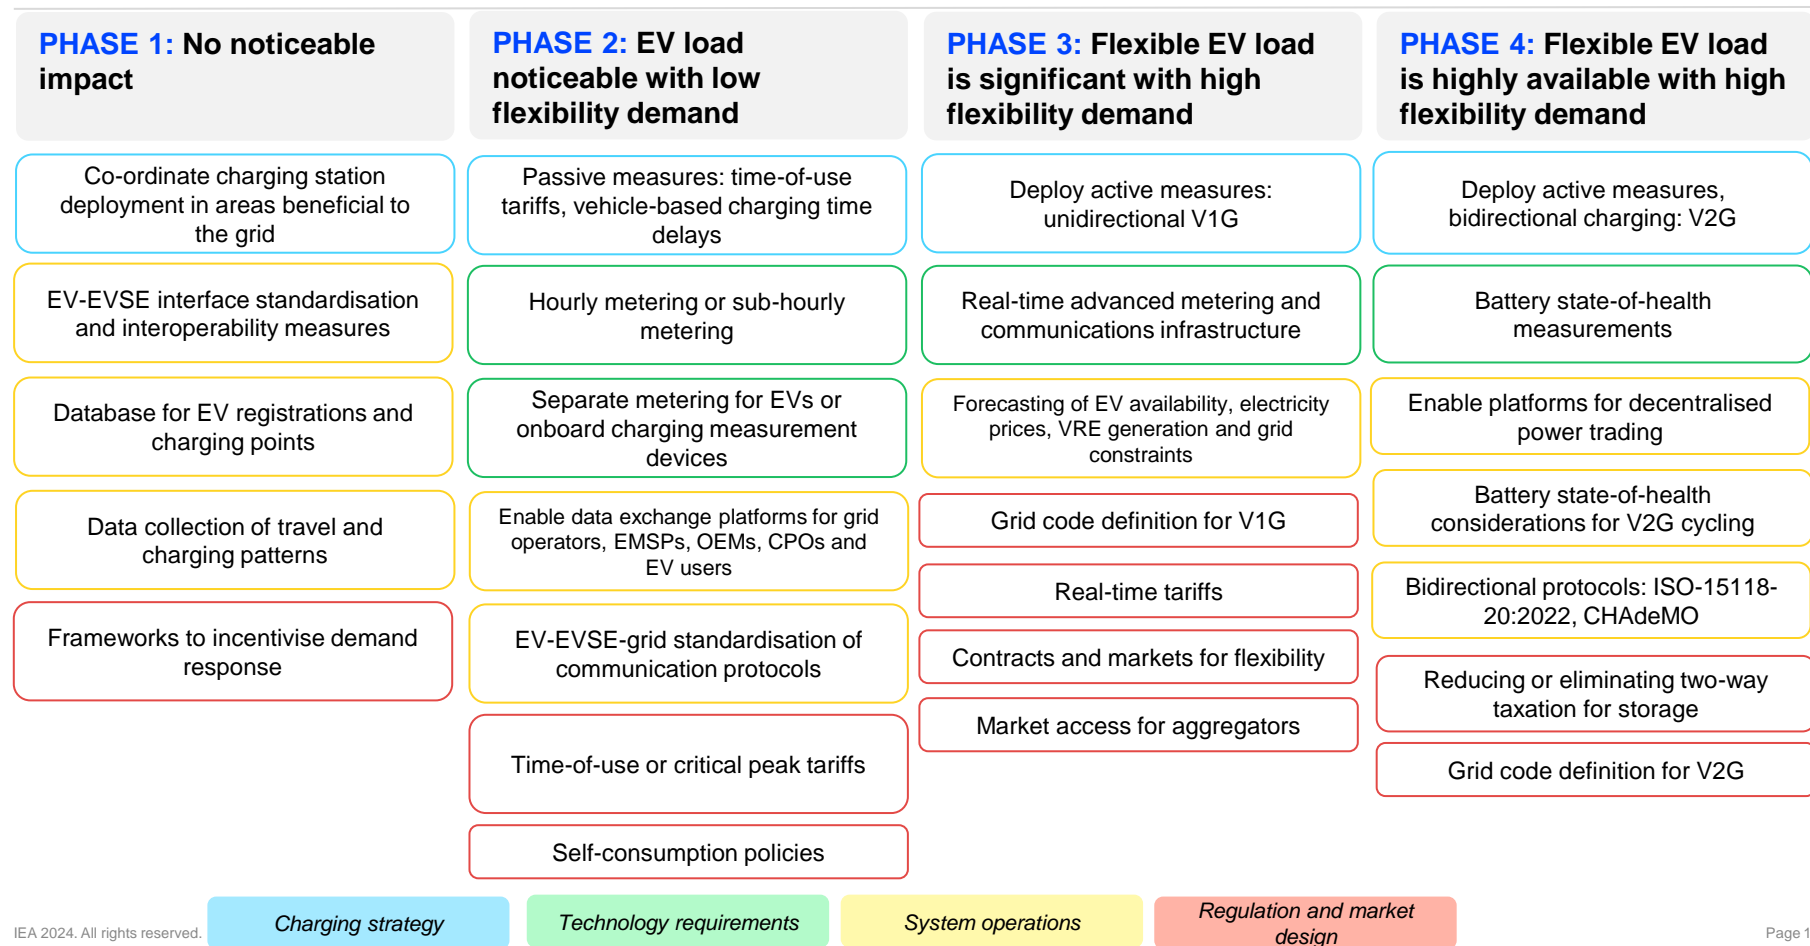 PHASE 1: No noticeable
impact
Co-ordinate charging station
deployment in areas beneficial to
the grid
EV-EVSE interface standardisation
and interoperability measures
Database for EV registrations and
charging points
Data collection of travel and
charging patterns
Frameworks to incentivise demand
response
PHASE 2: EV load
noticeable with low
flexibility demand
Passive measures: time-of-use
tariffs, vehicle-based charging time
delays
Hourly metering or sub-hourly
metering
Separate metering for EVs or
onboard charging measurement
devices
Enable data exchange platforms for grid
operators, EMSPs, OEMs, CPOs and
EV users
EV-EVSE-grid standardisation of
communication protocols
Time-of-use or critical peak tariffs
Self-consumption policies
PHASE 3: Flexible EV load
is significant with high
flexibility demand
Deploy active measures:
unidirectional V1G
Real-time advanced metering and
communications infrastructure
Forecasting of EV availability, electricity
prices, VRE generation and grid
constraints
Grid code definition for V1G
Real-time tariffs
Contracts and markets for flexibility
Market access for aggregators
PHASE 4: Flexible EV load
is highly available with high
flexibility demand
Deploy active measures,
bidirectional charging: V2G
Battery state-of-health
measurements
Enable platforms for decentralised
power trading
Battery state-of-health
considerations for V2G cycling
Bidirectional protocols: ISO-15118-
20:2022, CHAdeMO
Reducing or eliminating two-way
taxation for storage
Grid code definition for V2G
IEA 2024. All rights reserved.
Charging strategy
Technology requirements
System operations
Regulation and market
design
Page 1